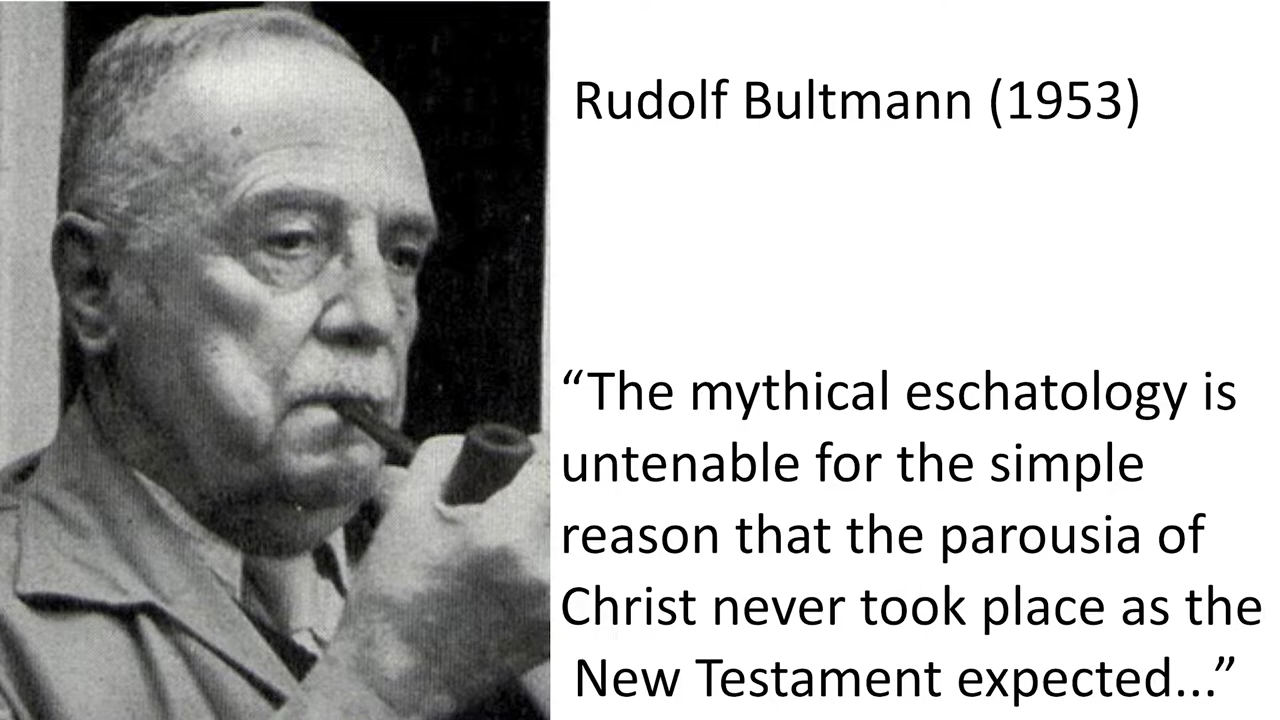 Rudolf Bultmann (1953)
“The mythical eschatology is
untenable for the simple
reason that the parousia of
Christ never took place as the
New Testament expected...”